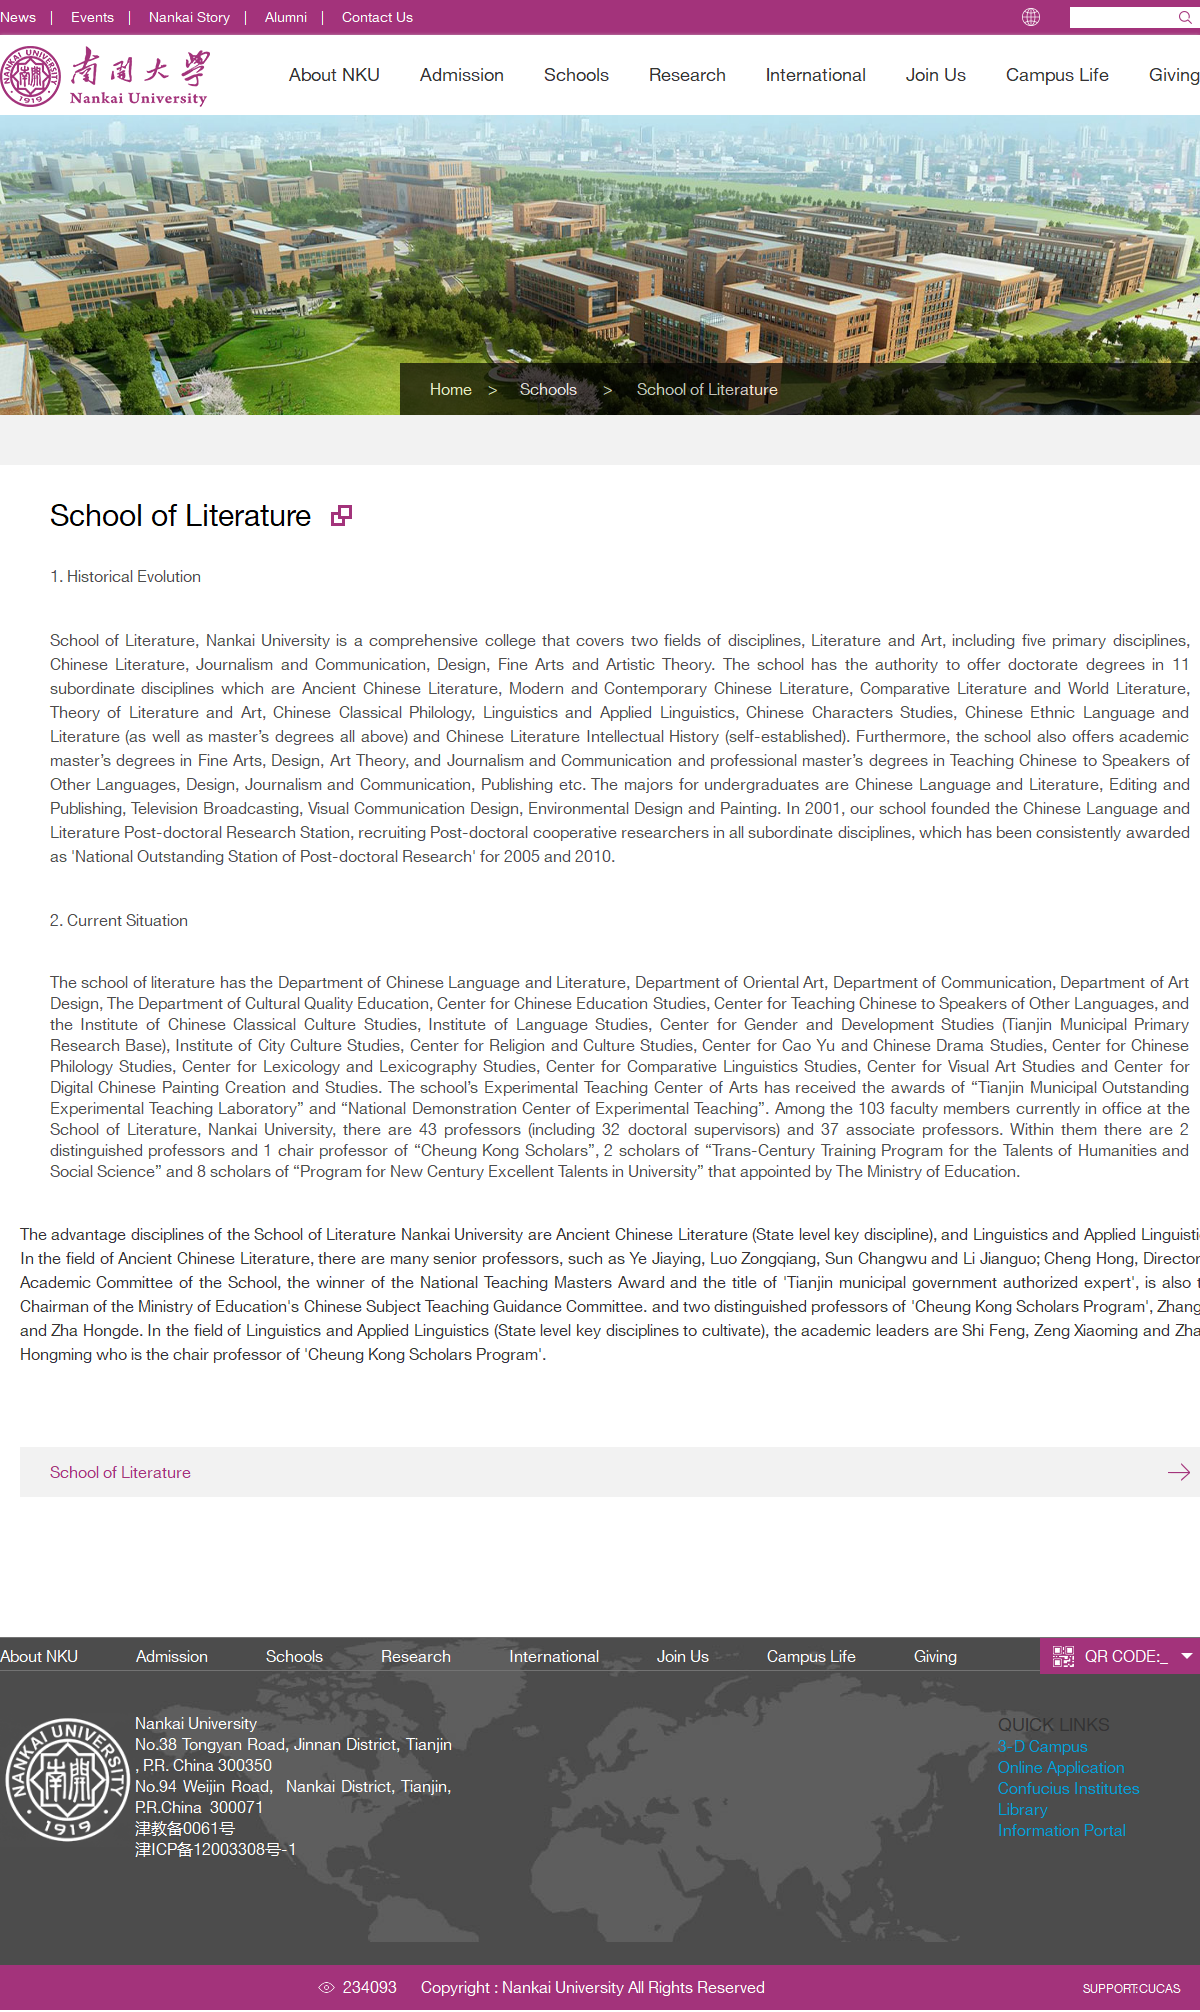 News | Events | Nankai Story | Alumni | Contact Us
南開大學
Nankai University
NANKAI UNIVERSITY
1919
About NKU Admission Schools Research International Join Us Campus Life Giving
Home > Schools > School of Literature
School of Literature
1. Historical Evolution
School of Literature, Nankai University is a comprehensive college that covers two fields of disciplines, Literature and Art, including five primary disciplines,
Chinese Literature, Journalism and Communication, Design, Fine Arts and Artistic Theory. The school has the authority to offer doctorate degrees in 11
subordinate disciplines which are Ancient Chinese Literature, Modern and Contemporary Chinese Literature, Comparative Literature and World Literature,
Theory of Literature and Art, Chinese Classical Philology, Linguistics and Applied Linguistics, Chinese Characters Studies, Chinese Ethnic Language and
Literature (as well as master’s degrees all above) and Chinese Literature Intellectual History (self-established). Furthermore, the school also offers academic
master’s degrees in Fine Arts, Design, Art Theory, and Journalism and Communication and professional master’s degrees in Teaching Chinese to Speakers of
Other Languages, Design, Journalism and Communication, Publishing etc. The majors for undergraduates are Chinese Language and Literature, Editing and
Publishing, Television Broadcasting, Visual Communication Design, Environmental Design and Painting. In 2001, our school founded the Chinese Language and
Literature Post-doctoral Research Station, recruiting Post-doctoral cooperative researchers in all subordinate disciplines, which has been consistently awarded
as 'National Outstanding Station of Post-doctoral Research' for 2005 and 2010.
2. Current Situation
The school of literature has the Department of Chinese Language and Literature, Department of Oriental Art, Department of Communication, Department of Art
Design, The Department of Cultural Quality Education, Center for Chinese Education Studies, Center for Teaching Chinese to Speakers of Other Languages, and
the Institute of Chinese Classical Culture Studies, Institute of Language Studies, Center for Gender and Development Studies (Tianjin Municipal Primary
Research Base), Institute of City Culture Studies, Center for Religion and Culture Studies, Center for Cao Yu and Chinese Drama Studies, Center for Chinese
Philology Studies, Center for Lexicology and Lexicography Studies, Center for Comparative Linguistics Studies, Center for Visual Art Studies and Center for
Digital Chinese Painting Creation and Studies. The school’s Experimental Teaching Center of Arts has received the awards of “Tianjin Municipal Outstanding
Experimental Teaching Laboratory” and “National Demonstration Center of Experimental Teaching”. Among the 103 faculty members currently in office at the
School of Literature, Nankai University, there are 43 professors (including 32 doctoral supervisors) and 37 associate professors. Within them there are 2
distinguished professors and 1 chair professor of “Cheung Kong Scholars”, 2 scholars of “Trans-Century Training Program for the Talents of Humanities and
Social Science” and 8 scholars of “Program for New Century Excellent Talents in University” that appointed by The Ministry of Education.
The advantage disciplines of the School of Literature Nankai University are Ancient Chinese Literature (State level key discipline), and Linguistics and Applied Linguisti
In the field of Ancient Chinese Literature, there are many senior professors, such as Ye Jiaying, Luo Zongqiang, Sun Changwu and Li Jianguo; Cheng Hong, Director
Academic Committee of the School, the winner of the National Teaching Masters Award and the title of 'Tianjin municipal government authorized expert', is also t
Chairman of the Ministry of Education's Chinese Subject Teaching Guidance Committee. and two distinguished professors of 'Cheung Kong Scholars Program', Zhang
and Zha Hongde. In the field of Linguistics and Applied Linguistics (State level key disciplines to cultivate), the academic leaders are Shi Feng, Zeng Xiaoming and Zha
Hongming who is the chair professor of 'Cheung Kong Scholars Program'.
School of Literature
About NKU Admission Schools Research International Join Us Campus Life Giving QR CODE:_
NANKAI UNIVERSITY
南開
1919
Nankai University
No.38 Tongyan Road, Jinnan District, Tianjin
, P.R. China 300350
No.94 Weijin Road, Nankai District, Tianjin,
P.R.China 300071
津教备0061号
津ICP备12003308号-1
QUICK LINKS
3-D Campus
Online Application
Confucius Institutes
Library
Information Portal
234093 Copyright : Nankai University All Rights Reserved
SUPPORT:CUCAS